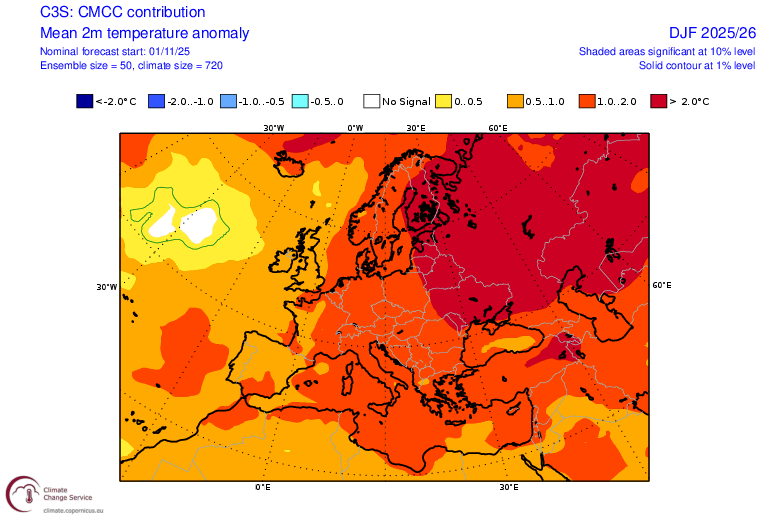 C3S: CMCC contribution
Mean 2m temperature anomaly
DJF 2025/26
Nominal forecast start: 01/11/25
Shaded areas significant at 10% level
Ensemble size = 50, climate size = 720
Solid contour at 1% level
<-2.0°C
-2.0..-1.0
-1.0..-0.5
-0.5..0
No Signal
0..0.5
0.5..1.0
1.0..2.0
> 2.0°C
30°W
0°W
30°E
60°E
30°W
60°E
0°E
30°E
Climate
Change Service
climate.copernicus.eu